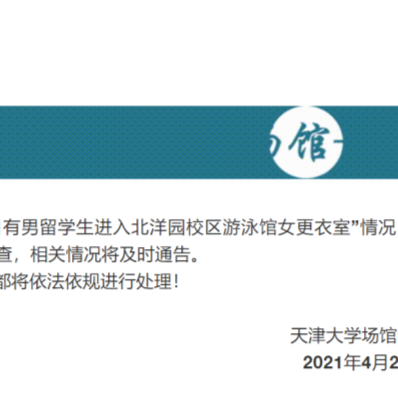 馆
有男留学生进入北洋园校区游泳馆女更衣室”情况
查，相关情况将及时通告。
都将依法依规进行处理！
天津大学场馆
2021年4月2